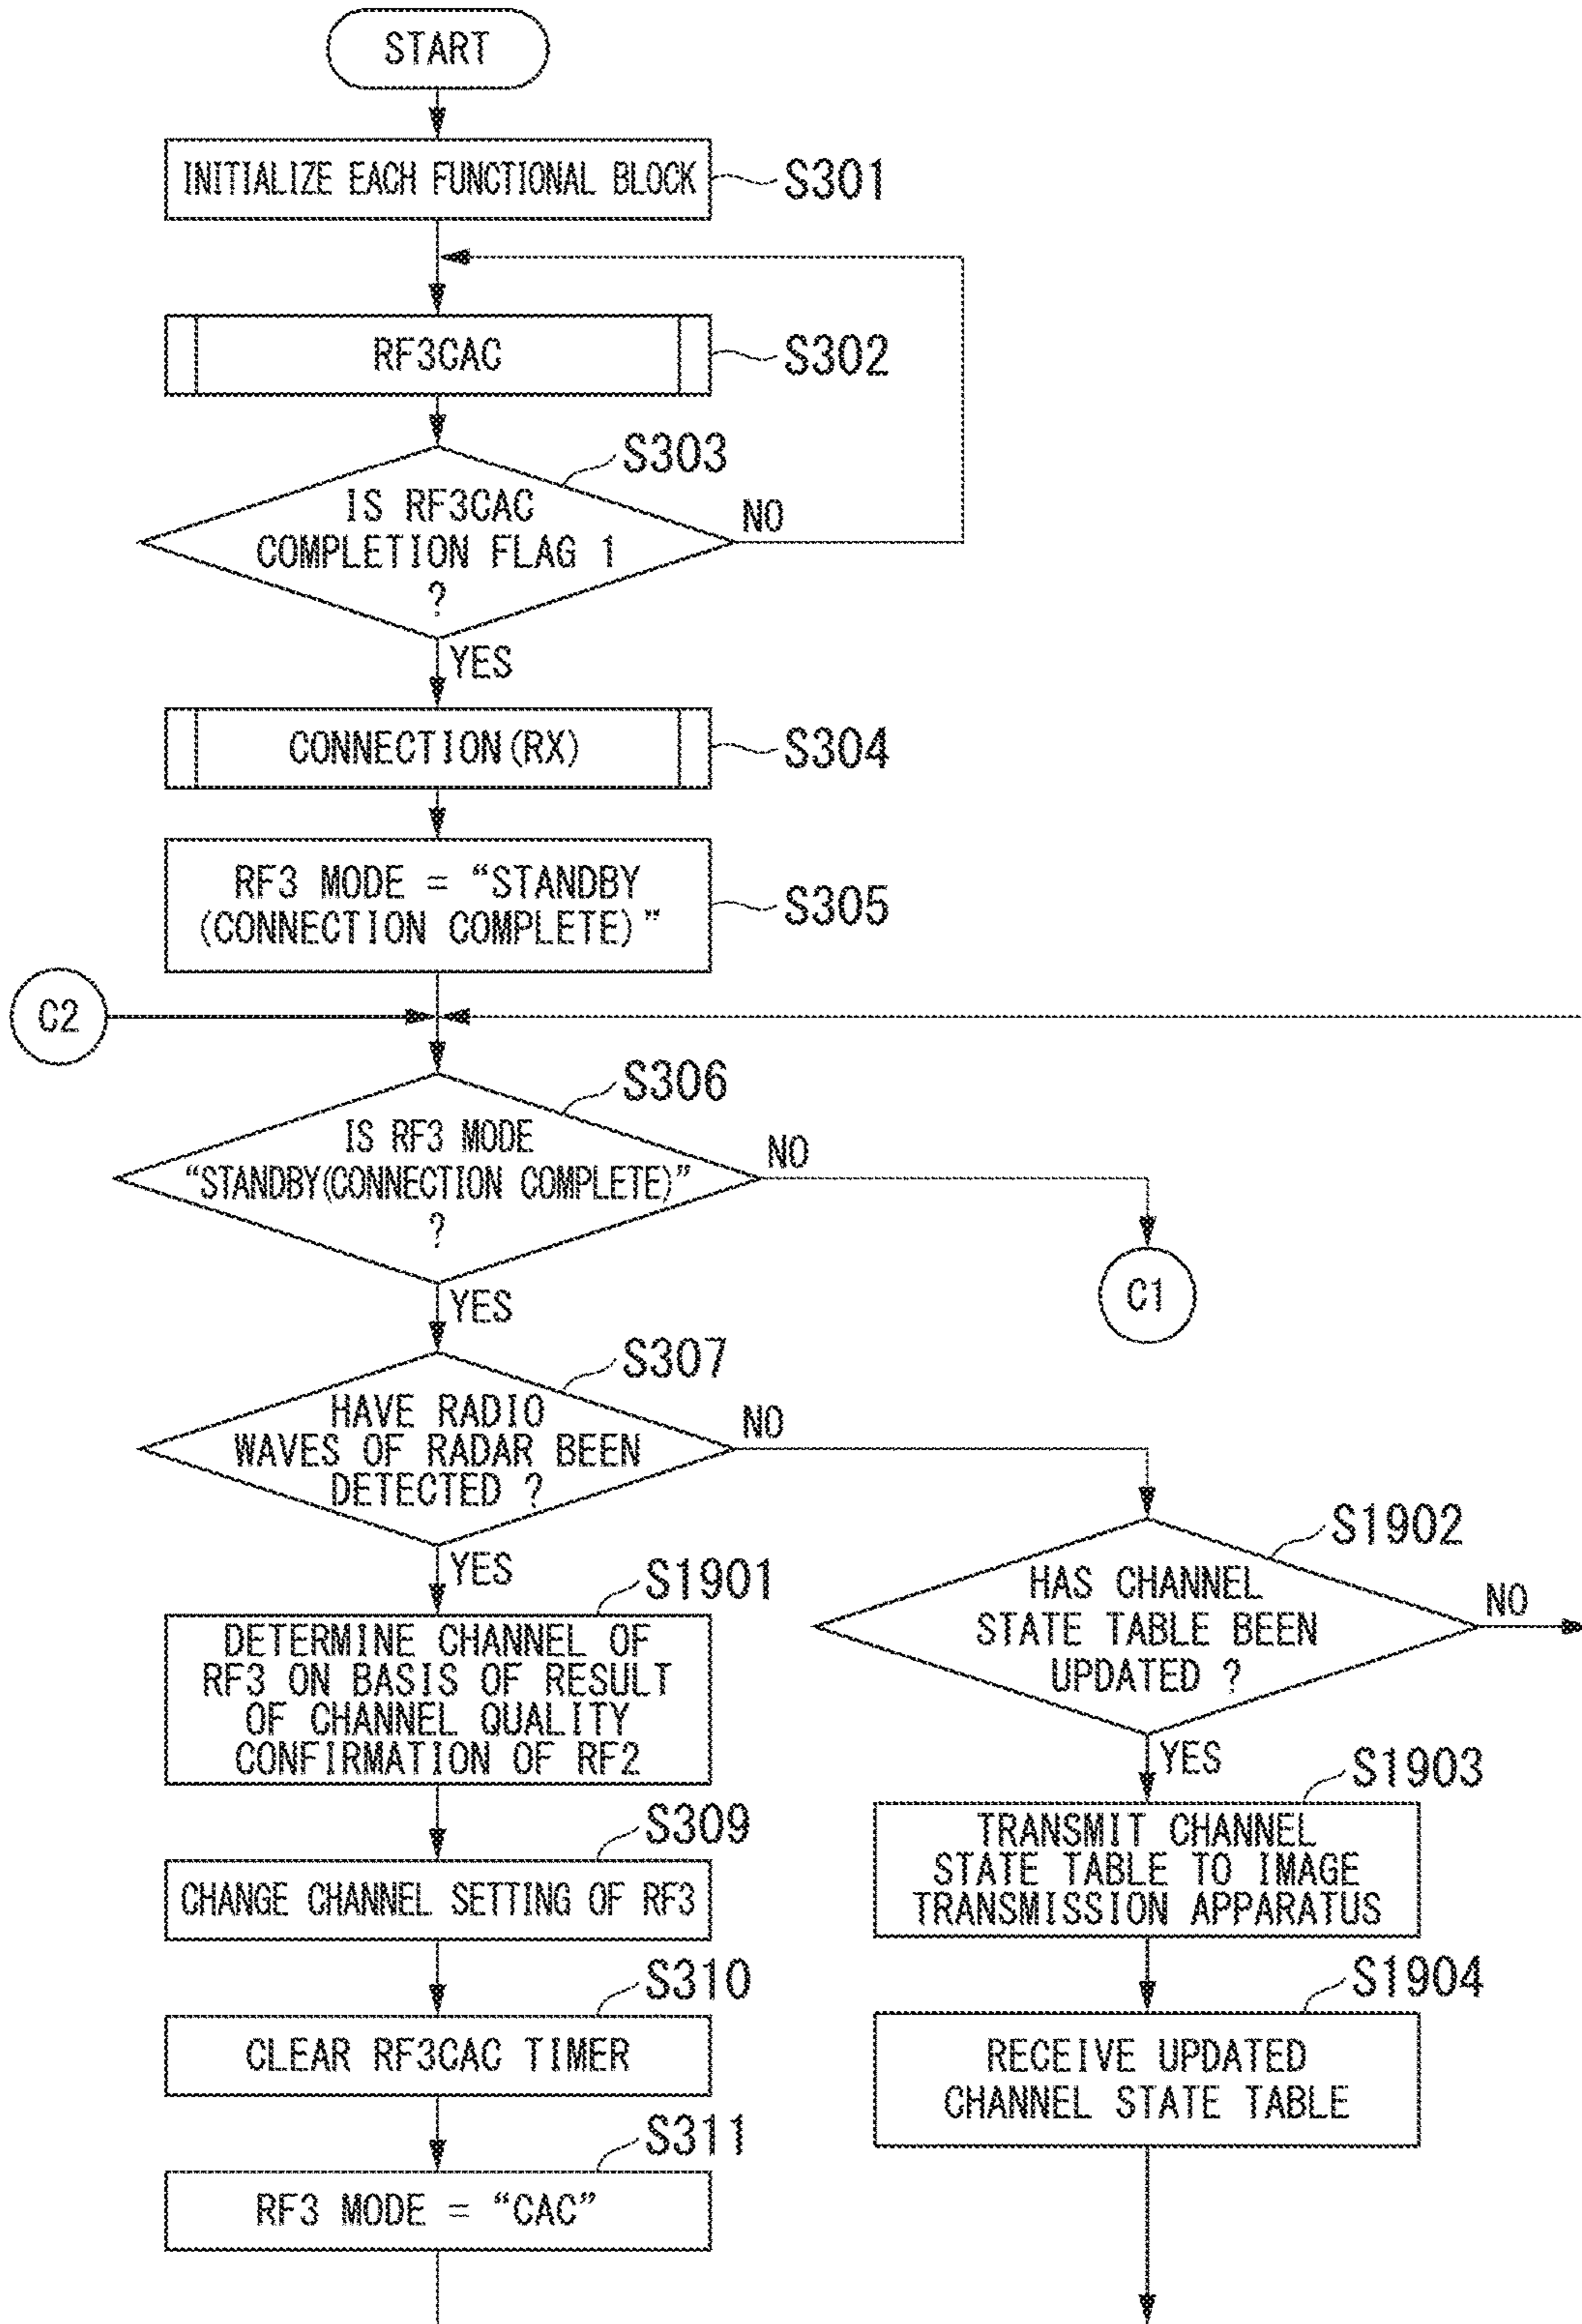 START
INITIALIZE EACH FUNCTIONAL BLOCK
S301
RF3CAC
S302
S303
IS RF3CAC
COMPLETION FLAG 1
?
NO
YES
CONNECTION(RX)
S304
RF3 MODE = “STANDBY
(CONNECTION COMPLETE)”
S305
C2
S306
IS RF3 MODE
“STANDBY(CONNECTION COMPLETE)”
?
NO
YES
C1
S307
HAVE RADIO
WAVES OF RADAR BEEN
DETECTED ?
NO
YES
S1902
HAS CHANNEL
STATE TABLE BEEN
UPDATED ?
NO
YES
S1901
DETERMINE CHANNEL OF
RF3 ON BASIS OF RESULT
OF CHANNEL QUALITY
CONFIRMATION OF RF2
S1903
TRANSMIT CHANNEL
STATE TABLE TO IMAGE
TRANSMISSION APPARATUS
S309
CHANGE CHANNEL SETTING OF RF3
S1904
RECEIVE UPDATED
CHANNEL STATE TABLE
S310
CLEAR RF3CAC TIMER
S311
RF3 MODE = “CAC”